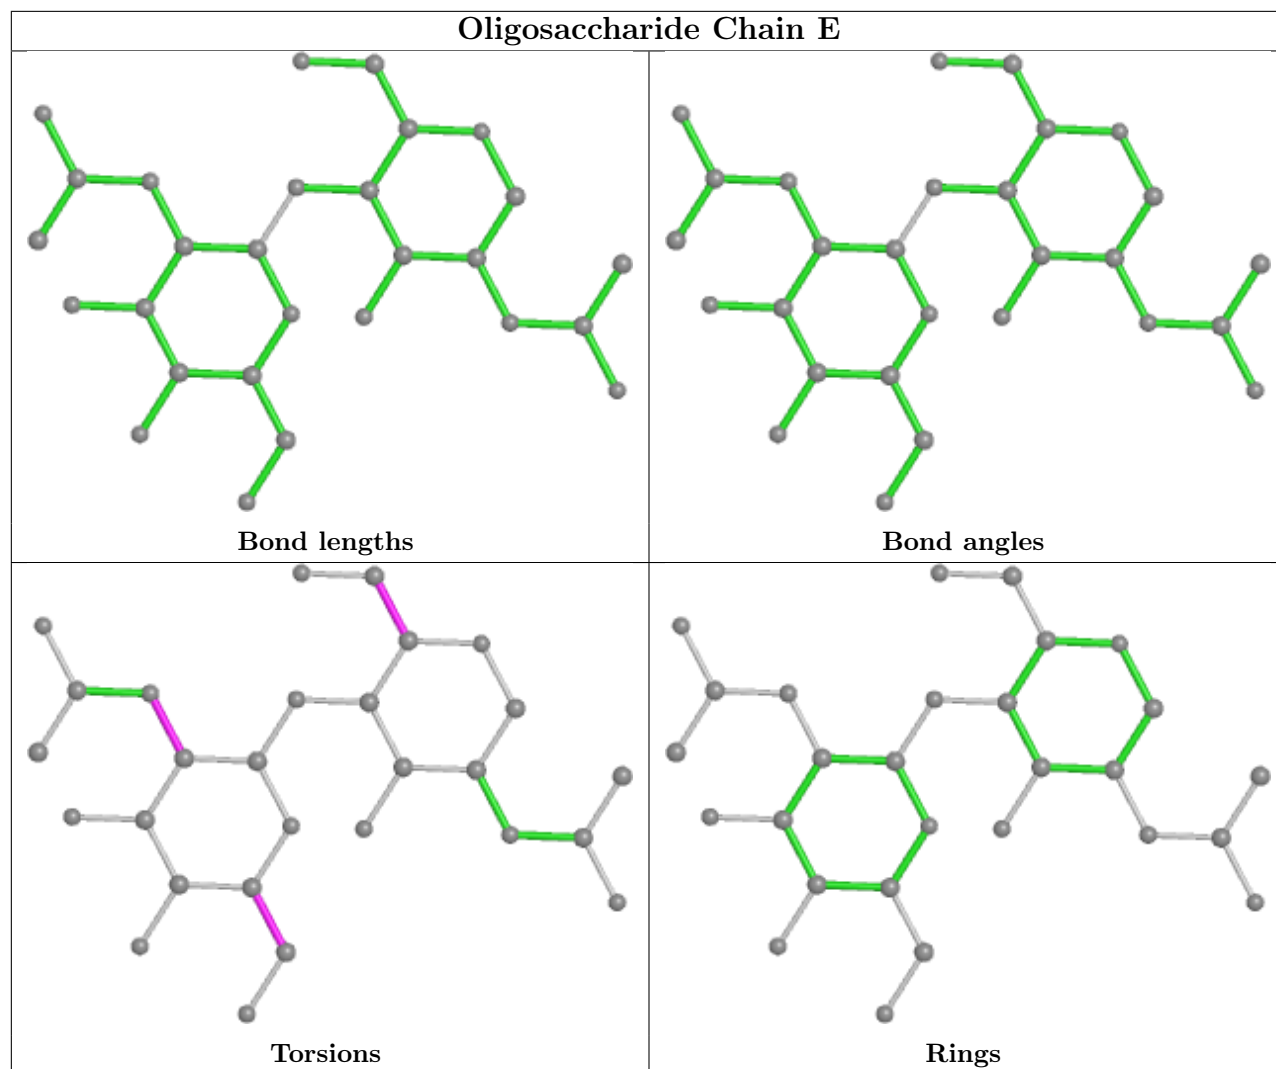 Oligosaccharide Chain E
Bond lengths
Bond angles
Torsions
Rings